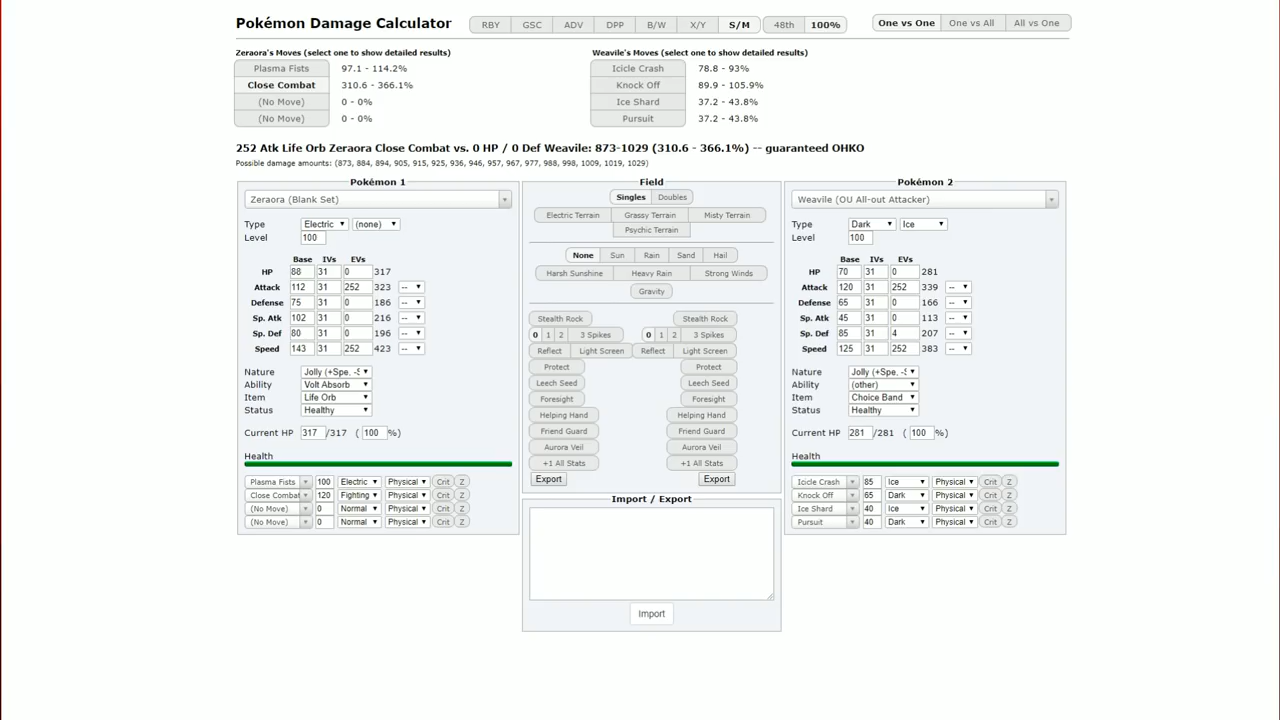 Pokémon Damage Calculator RBY GSC ADV DPP B/W X/Y S/M 48th 100% One vs One One vs All All vs One
Zeraora's Moves (select one to show detailed results) Weavile's Moves (select one to show detailed results)
Plasma Fists 97.1 - 114.2% Icicle Crash 78.8 - 93%
Close Combat 310.6 - 366.1% Knock Off 89.9 - 105.9%
(No Move) 0 - 0% Ice Shard 37.2 - 43.8%
(No Move) 0 - 0% Pursuit 37.2 - 43.8%
252 Atk Life Orb Zeraora Close Combat vs. 0 HP / 0 Def Weavile: 873-1029 (310.6 - 366.1%) -- guaranteed OHKO
Possible damage amounts: (873, 884, 894, 905, 915, 925, 936, 946, 957, 967, 977, 988, 998, 1009, 1019, 1029)
Pokémon 1
Zeraora (Blank Set)
Type Electric (none)
Level 100
Base IVs EVs
HP 88 31 0 317
Attack 112 31 252 323 --
Defense 75 31 0 186 --
Sp. Atk 102 31 0 216 --
Sp. Def 80 31 0 196 --
Speed 143 31 252 423 --
Nature Jolly (+Spe, -S
Ability Volt Absorb
Item Life Orb
Status Healthy
Current HP 317 /317 ( 100 %)
Health
Plasma Fists 100 Electric Physical Crit Z
Close Combat 120 Fighting Physical Crit Z
(No Move) 0 Normal Physical Crit Z
(No Move) 0 Normal Physical Crit Z
Field
Singles Doubles
Electric Terrain Grassy Terrain Misty Terrain
Psychic Terrain
None Sun Rain Sand Hail
Harsh Sunshine Heavy Rain Strong Winds
Gravity
Stealth Rock Stealth Rock
0 1 2 3 Spikes 0 1 2 3 Spikes
Reflect Light Screen Reflect Light Screen
Protect Protect
Leech Seed Leech Seed
Foresight Foresight
Helping Hand Helping Hand
Friend Guard Friend Guard
Aurora Veil Aurora Veil
+1 All Stats +1 All Stats
Export Export
Import / Export
Import
Pokémon 2
Weavile (OU All-out Attacker)
Type Dark Ice
Level 100
Base IVs EVs
HP 70 31 0 281
Attack 120 31 252 339 --
Defense 65 31 0 166 --
Sp. Atk 45 31 0 113 --
Sp. Def 85 31 4 207 --
Speed 125 31 252 383 --
Nature Jolly (+Spe, -S
Ability (other)
Item Choice Band
Status Healthy
Current HP 281 /281 ( 100 %)
Health
Icicle Crash 85 Ice Physical Crit Z
Knock Off 65 Dark Physical Crit Z
Ice Shard 40 Ice Physical Crit Z
Pursuit 40 Dark Physical Crit Z